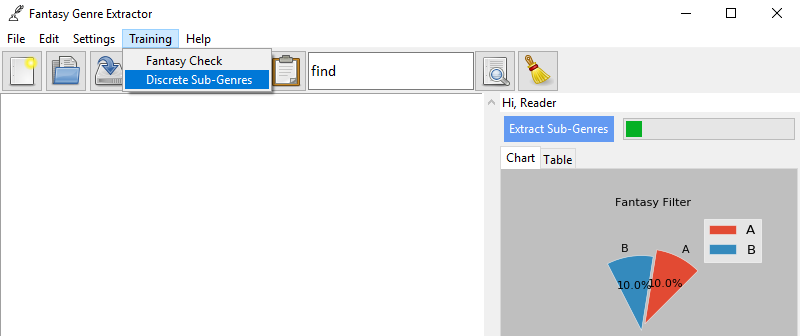 Fantasy Genre Extractor
File Edit Settings Training Help
Fantasy Check
Discrete Sub-Genres
find
Hi, Reader
Extract Sub-Genres
Chart Table
Fantasy Filter
A
B
B A
10.0% 10.0%